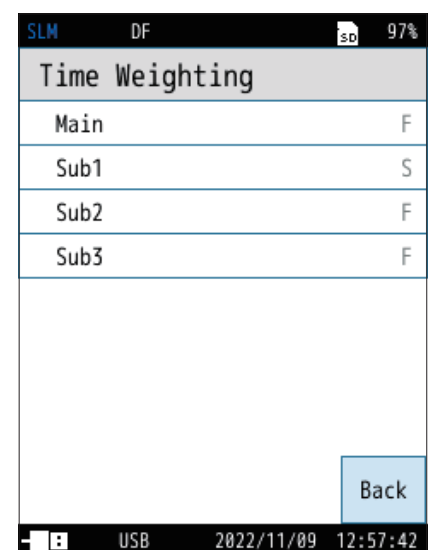 SLM DF SD 97%
Time Weighting
Main F
Sub1 S
Sub2 F
Sub3 F
Back
USB 2022/11/09 12:57:42